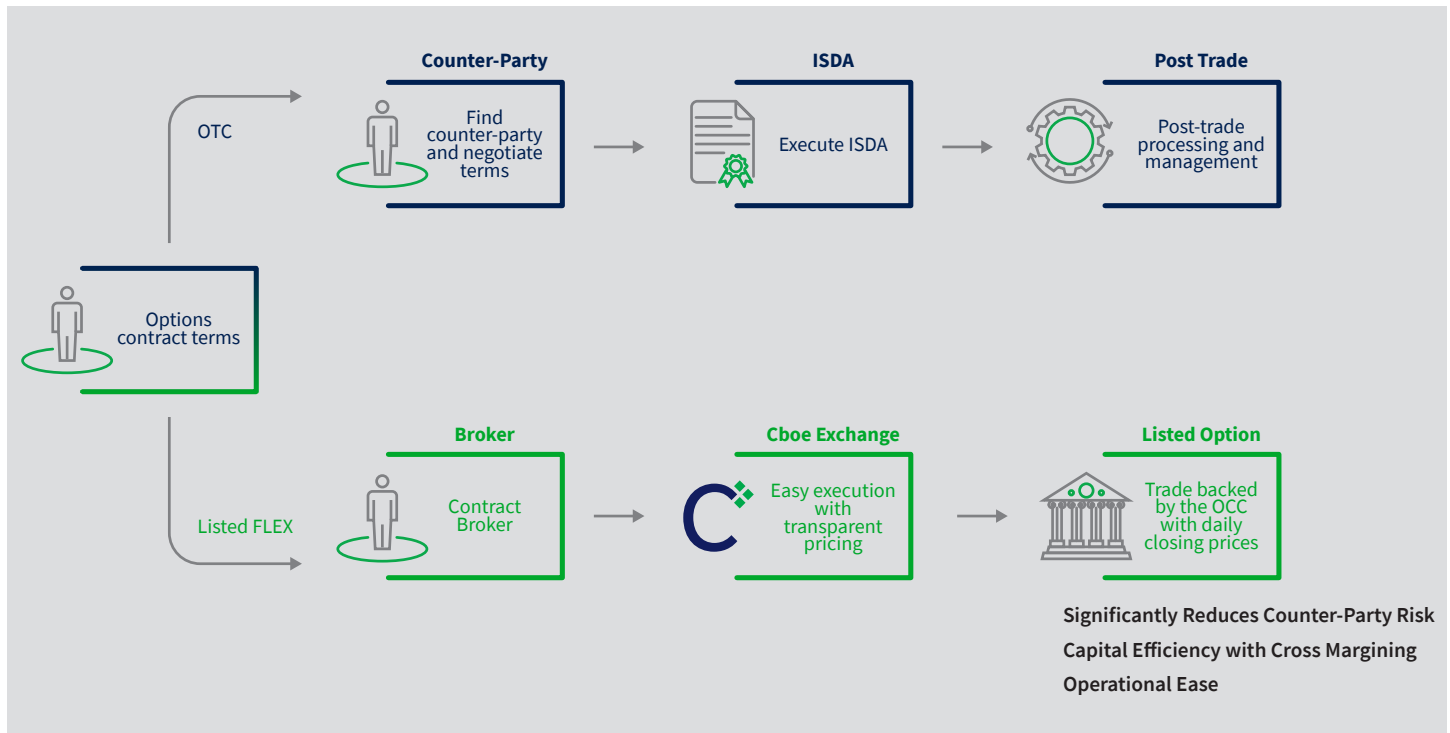 Counter-Party
Find
counter-party
and negotiate
terms
ISDA
Execute ISDA
Post Trade
Post-trade
processing and
management
OTC
Options
contract terms
Listed FLEX
Broker
Contract
Broker
Cboe Exchange
Easy execution
with
transparent
pricing
Listed Option
Trade backed
by the OCC
with daily
closing prices
Significantly Reduces Counter-Party Risk
Capital Efficiency with Cross Margining
Operational Ease